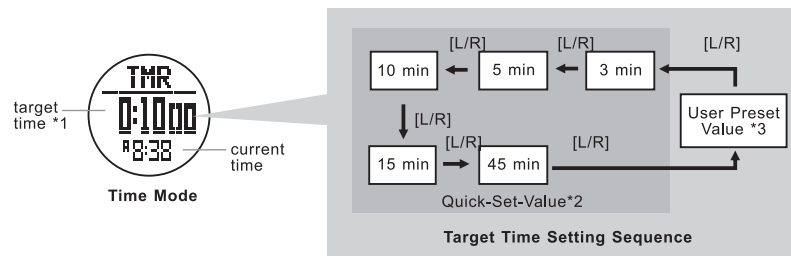 TMR
0:10 00
A 8:38
target
time *1
current
time
Time Mode
[L/R]
[L/R]
[L/R]
10 min
5 min
3 min
User Preset
Value *3
[L/R]
[L/R]
[L/R]
15 min
45 min
Quick-Set-Value*2
Target Time Setting Sequence